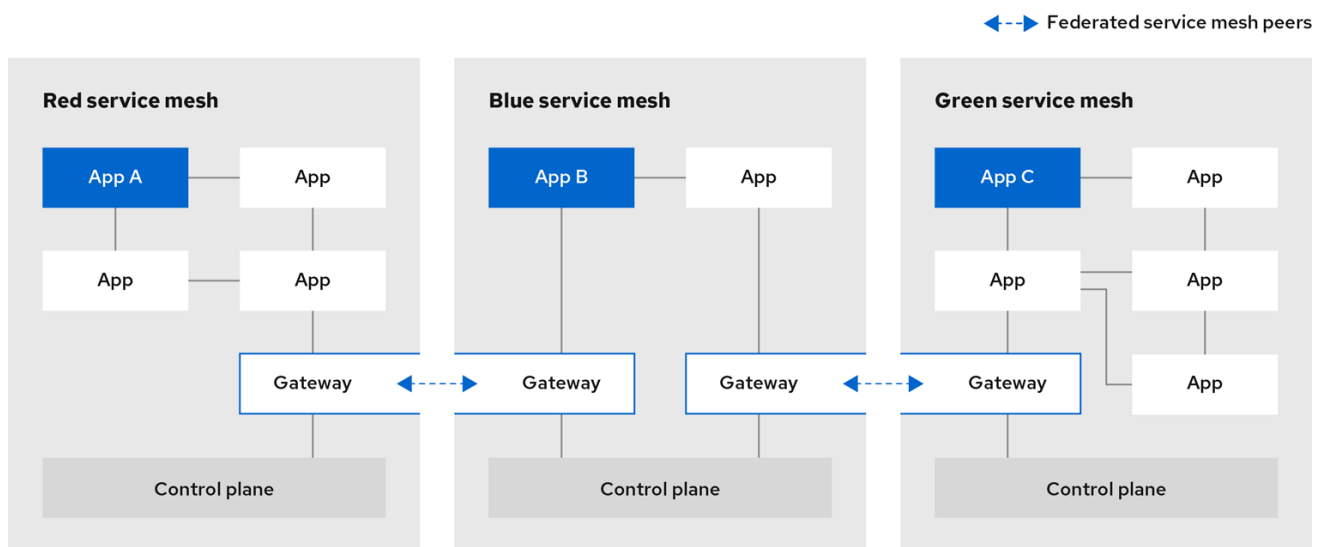 Federated service mesh peers
Red service mesh
App A
App
App
App
Gateway
Control plane
Blue service mesh
App B
App
Gateway
Gateway
Control plane
Green service mesh
App C
App
App
App
Gateway
App
Control plane